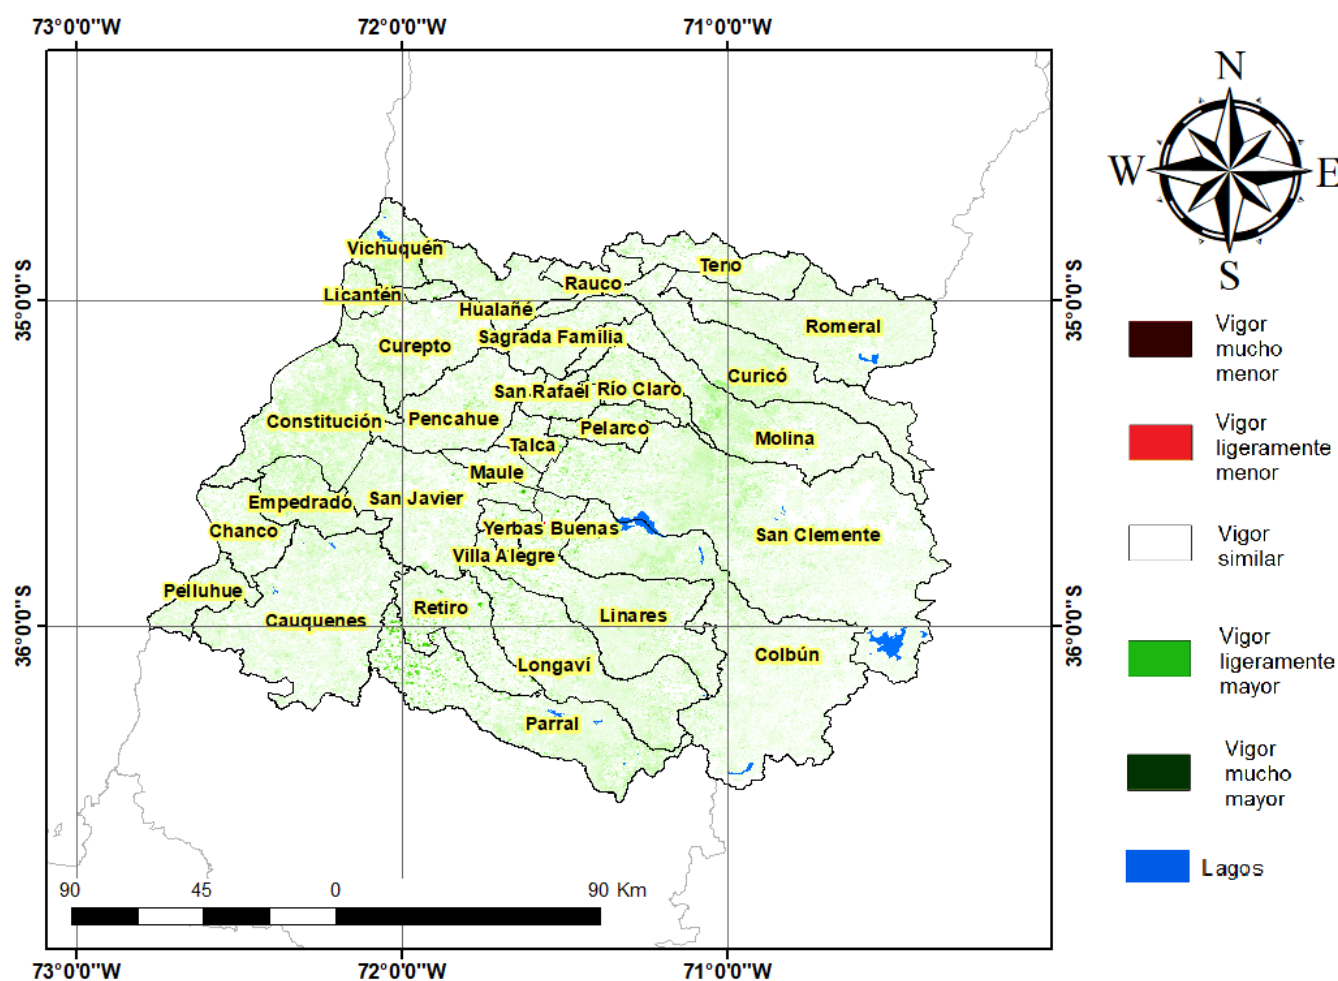 73°0'0"W 72°0'0"W 71°0'0"W
N
W E
S
35°0'0"S 35°0'0"S
36°0'0"S 36°0'0"S
Vichuquén
Teno
Rauco
Licantén
Hualañé
Romeral
Sagrada Familia
Curepto
Curicó
San Rafael Río Claro
Constitución Pencahue
Pelarco
Molina
Talca
Maule
San Javier
Empedrado
Chanco
Yerbas Buenas
San Clemente
Villa Alegre
Pelluhue
Retiro
Linares
Cauquenes
Colbún
Longaví
Parral
90 45 0 90 Km
73°0'0"W 72°0'0"W 71°0'0"W
Vigor
mucho
menor
Vigor
ligeramente
menor
Vigor
similar
Vigor
ligeramente
mayor
Vigor
mucho
mayor
Lagos